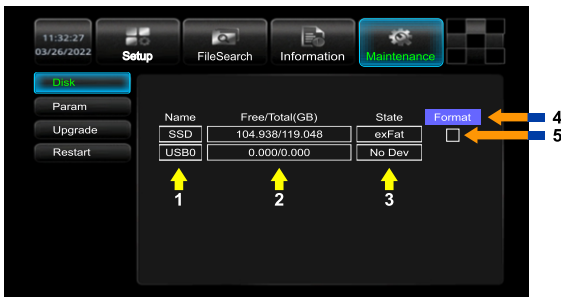 11:32:27
03/26/2022
Setup
FileSearch
Information
Maintenance
Disk
Param
Upgrade
Restart
Name Free/Total(GB) State Format
SSD 104.938/119.048 exFat
USB0 0.000/0.000 No Dev
4
5
1 2 3